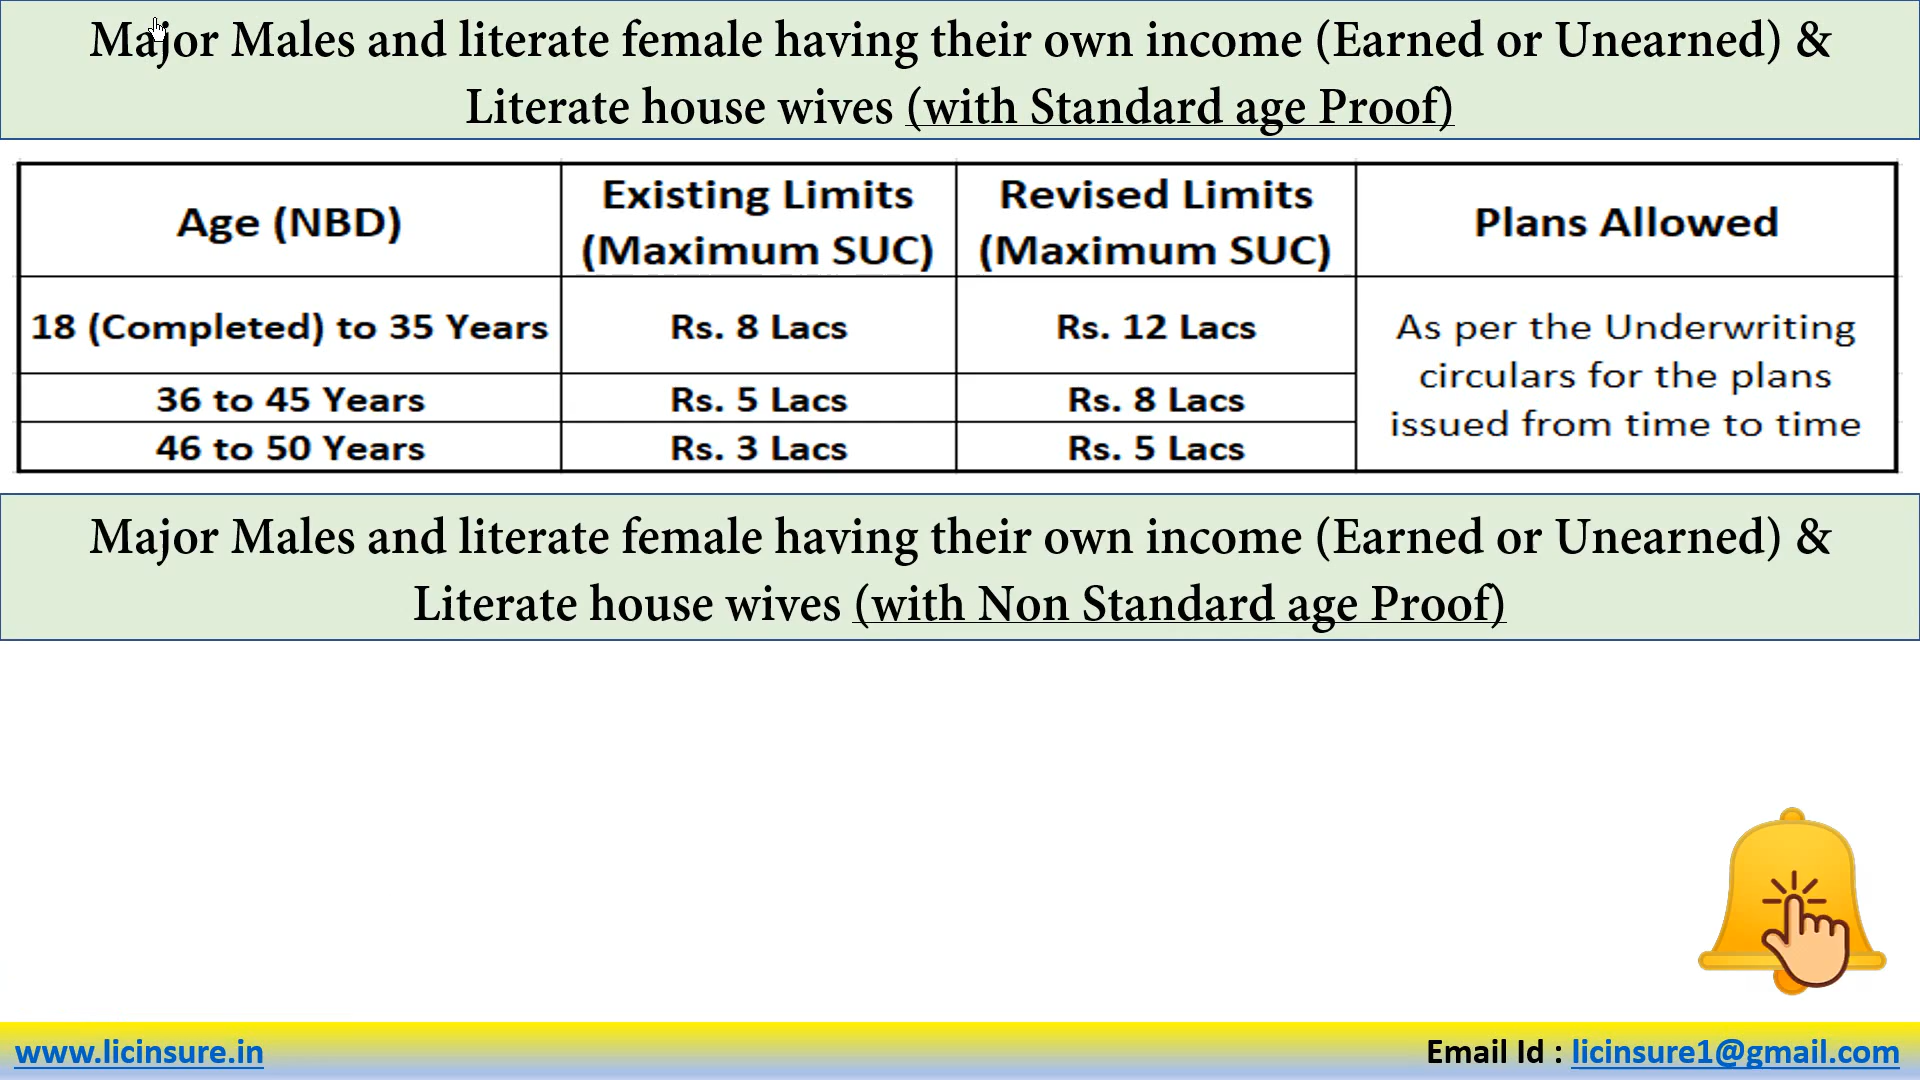 Major Males and literate female having their own income (Earned or Unearned) &
Literate house wives (with Standard age Proof)
Age (NBD)
Existing Limits
(Maximum SUC)
Revised Limits
(Maximum SUC)
Plans Allowed
18 (Completed) to 35 Years
Rs. 8 Lacs
Rs. 12 Lacs
As per the Underwriting
circulars for the plans
issued from time to time
36 to 45 Years
Rs. 5 Lacs
Rs. 8 Lacs
46 to 50 Years
Rs. 3 Lacs
Rs. 5 Lacs
Major Males and literate female having their own income (Earned or Unearned) &
Literate house wives (with Non Standard age Proof)
www.licinsure.in
Email Id : licinsure1@gmail.com